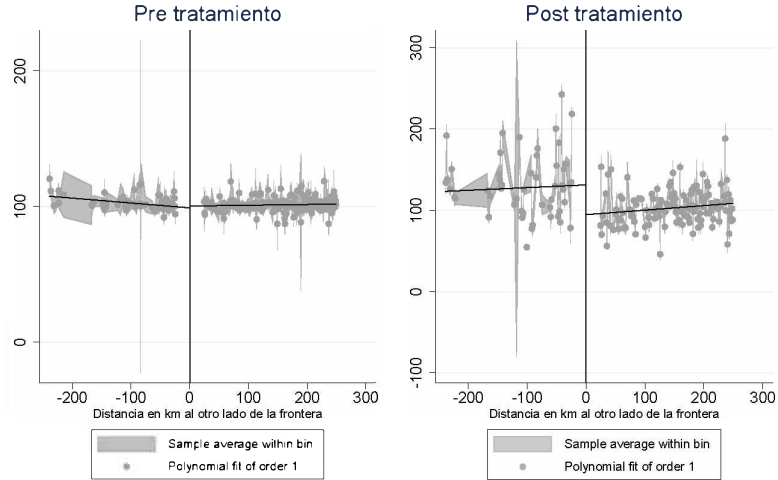 Pre tratamiento
200
100
0
-200 -100 0 100 200 300
Distancia en km al otro lado de la frontera
Sample average within bin
Polynomial fit of order 1
Post tratamiento
300
200
100
0
-100
-200 -100 0 100 200 300
Distancia en km al otro lado de la frontera
Sample average within bin
Polynomial fit of order 1